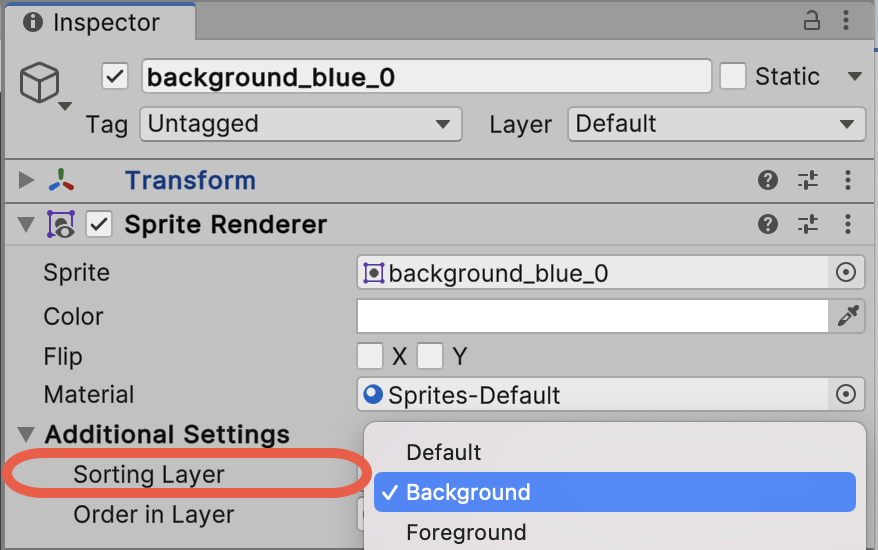 Inspector
background_blue_0 Static
Tag Untagged Layer Default
Transform
Sprite Renderer
Sprite background_blue_0
Color
Flip X Y
Material Sprites-Default
Additional Settings
Default
Sorting Layer
Background
Order in Layer
Foreground